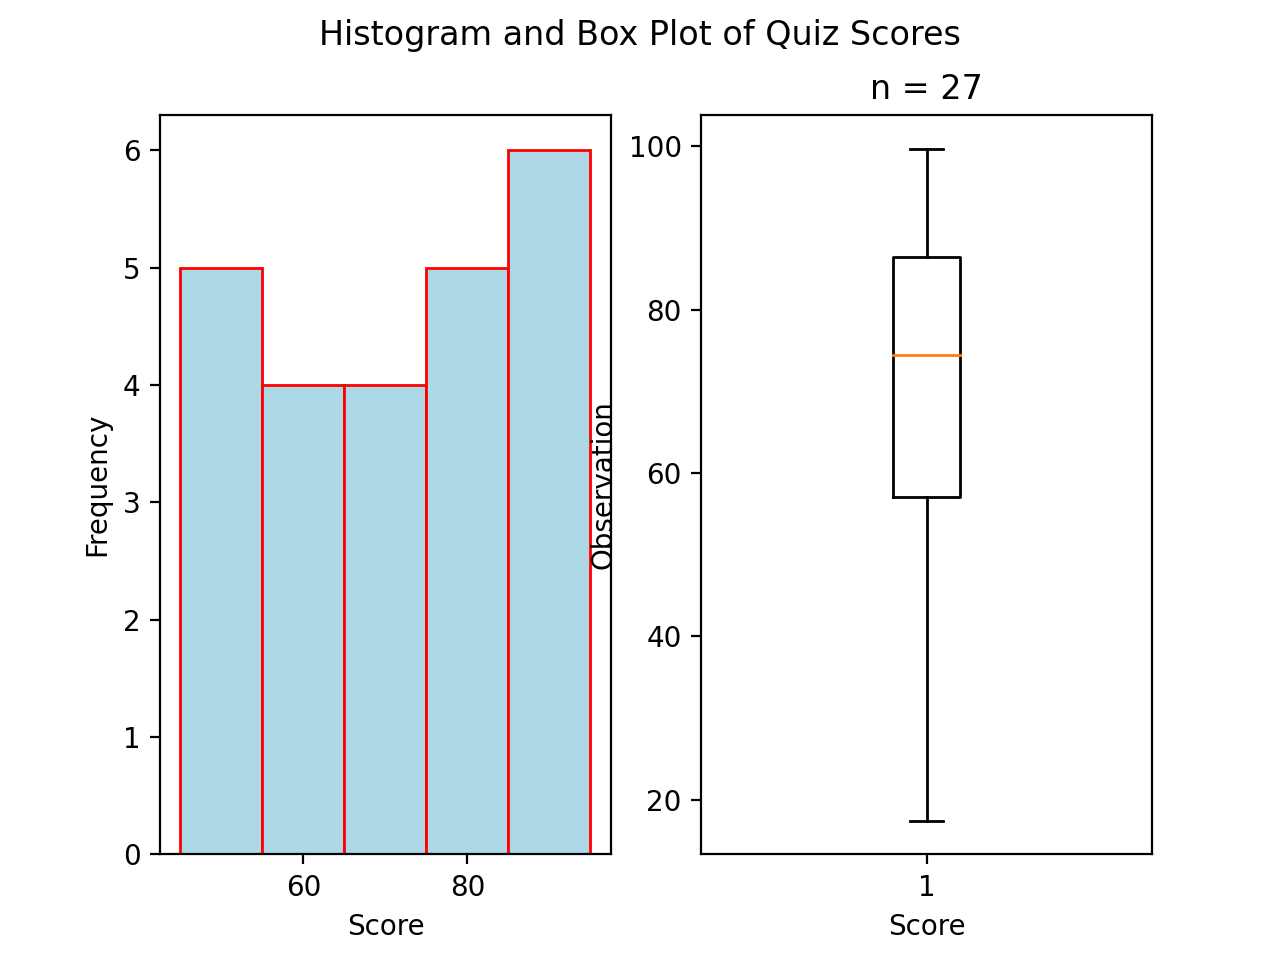 Histogram and Box Plot of Quiz Scores
6
5
4
3
2
1
0
Frequency
60 80
Score
n = 27
100
80
60
40
20
Observation
1
Score